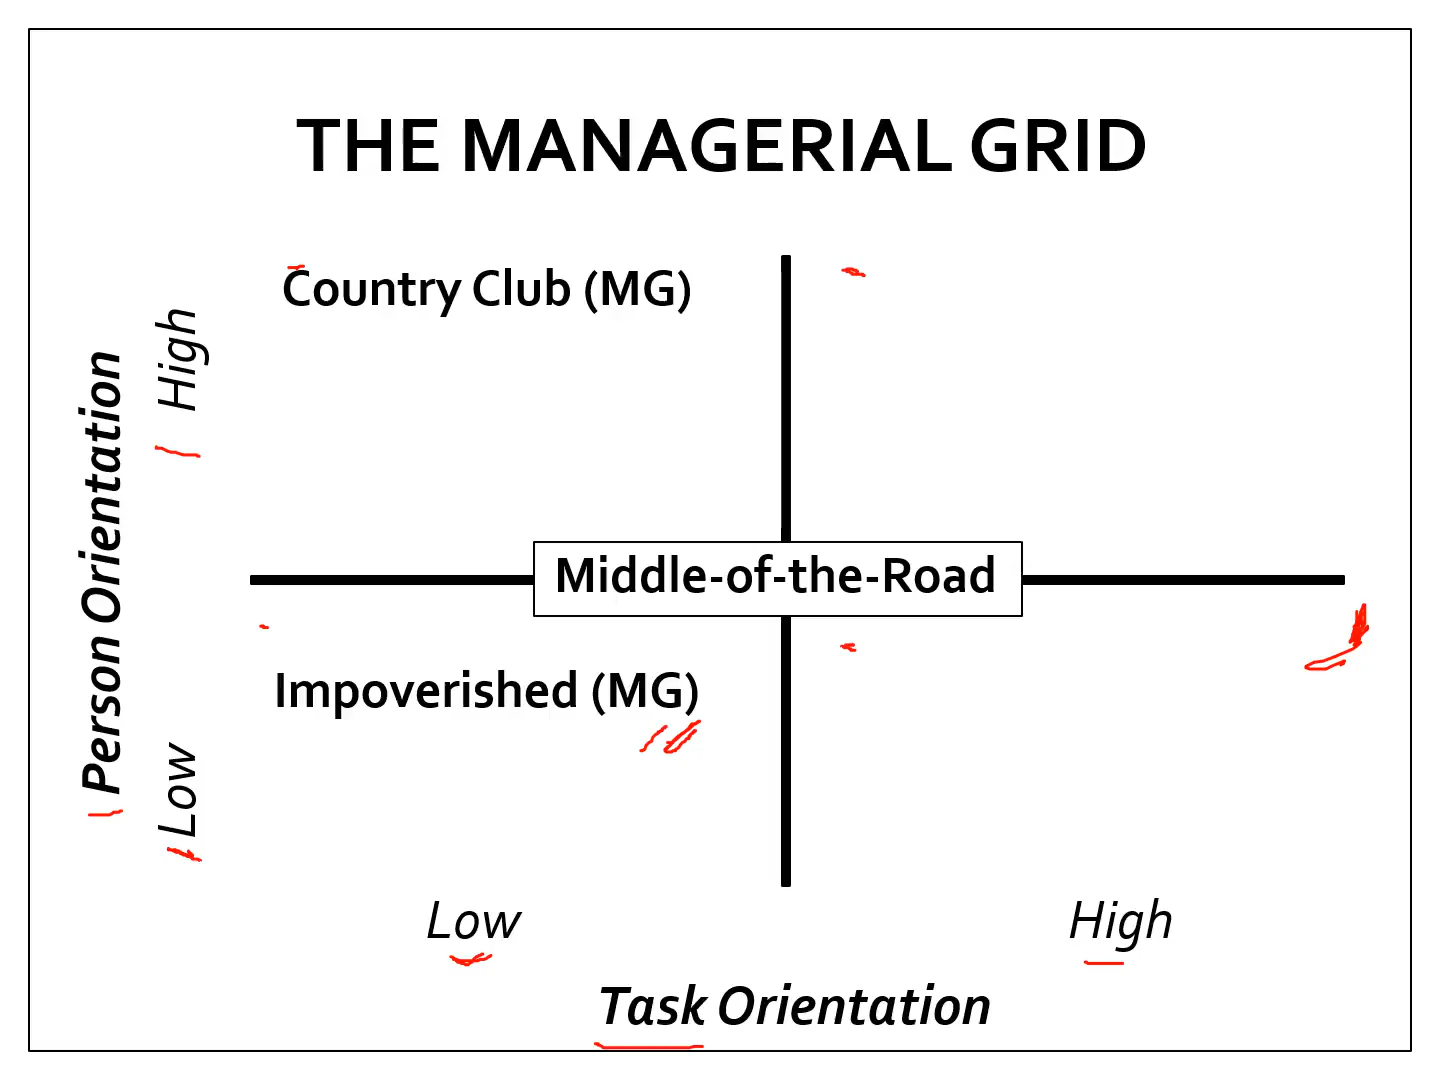 THE MANAGERIAL GRID
Country Club (MG)
High
Person Orientation
Middle-of-the-Road
Impoverished (MG)
Low
Low
High
Task Orientation